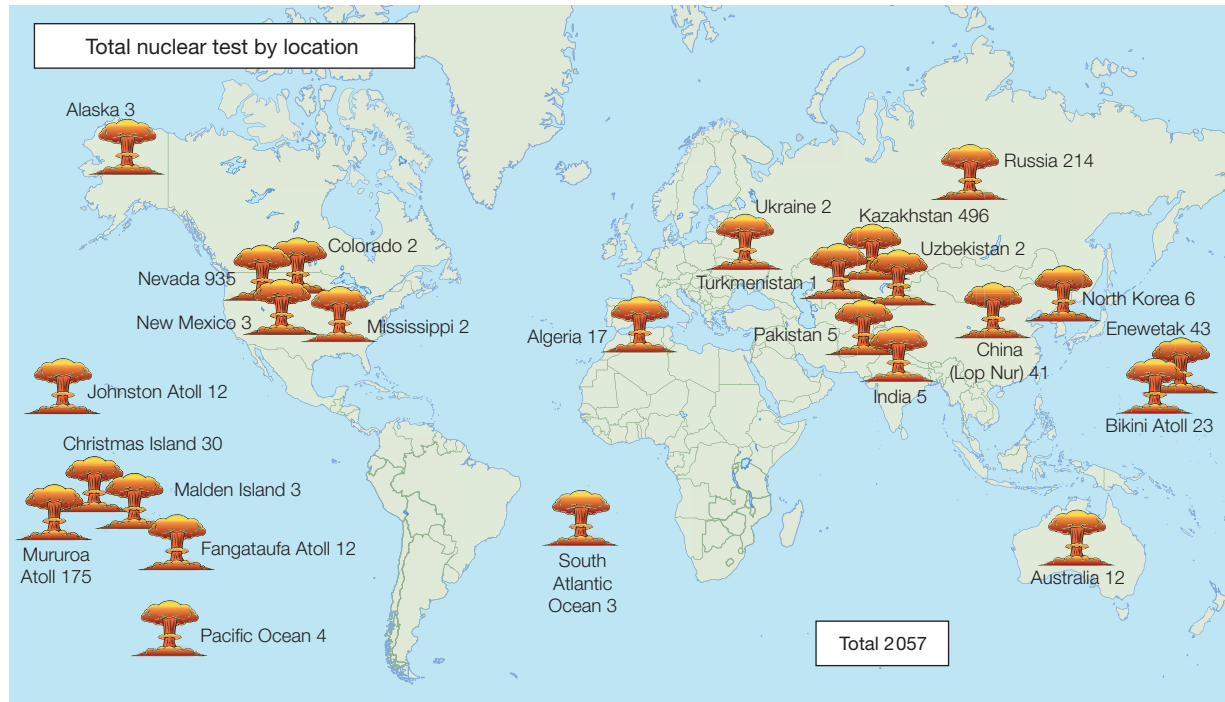 Total nuclear test by location
Alaska 3
Russia 214
Ukraine 2
Kazakhstan 496
Colorado 2
Uzbekistan 2
Nevada 935
Turkmenistan 1
North Korea 6
New Mexico 3
Mississippi 2
Algeria 17
Pakistan 5
Enewetak 43
China
(Lop Nur) 41
Johnston Atoll 12
India 5
Bikini Atoll 23
Christmas Island 30
Malden Island 3
Mururoa
Atoll 175
Fangataufa Atoll 12
South
Atlantic
Ocean 3
Australia 12
Pacific Ocean 4
Total 2057